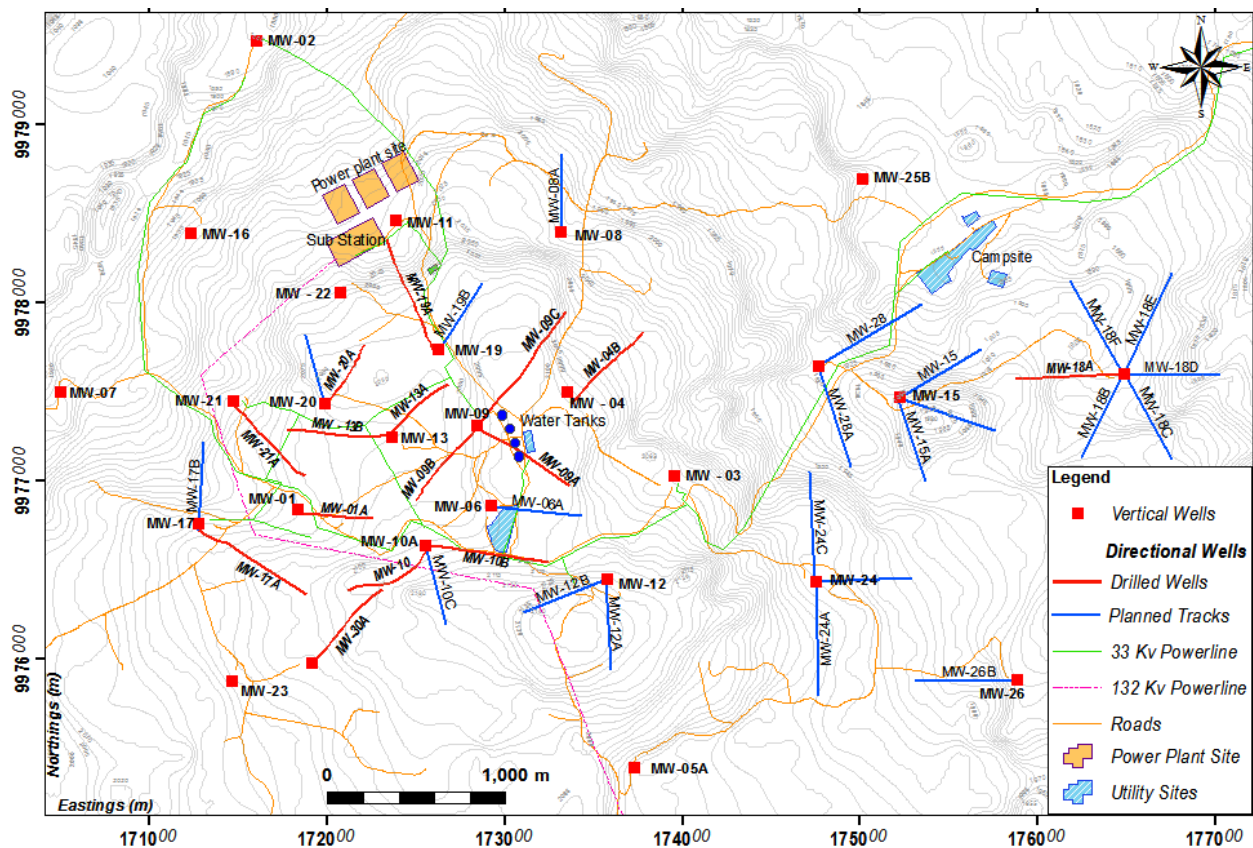 MW-02
N
W
E
S
9979000
Power plant site
MW-25B
MW-08A
MW-11
MW-16
Sub Station
MW-08
Campsite
MW - 22
9978000
MW-19A
MW-19B
MW-19
MW-09C
MW-04B
MW-28
MW-18F
MW-18E
MW-20A
MW-15
MW-18A
MW-18D
MW-07
MW-21
MW-20
MW-13A
MW - 04
MW-15
MW-09
Water Tanks
MW-28A
MW-18B
MW-18C
MW - 13B
MW-13
MW-21A
MW-09B
MW-09A
MW-15A
MW-17B
9977000
MW - 03
MW-01
MW-01A
MW-06
MW-06A
MW-17
MW-10A
MW-10B
MW-24C
MW-10
MW-12B
MW-12
MW-24
MW-17A
MW-10C
MW-12A
MW-24A
MW-30A
9976000
MW-23
MW-26B
MW-26
MW-05A
Northings (m)
Eastings (m)
0
1,000 m
Legend
Vertical Wells
Directional Wells
Drilled Wells
Planned Tracks
33 Kv Powerline
132 Kv Powerline
Roads
Power Plant Site
Utility Sites
171000
172000
173000
174000
175000
176000
177000